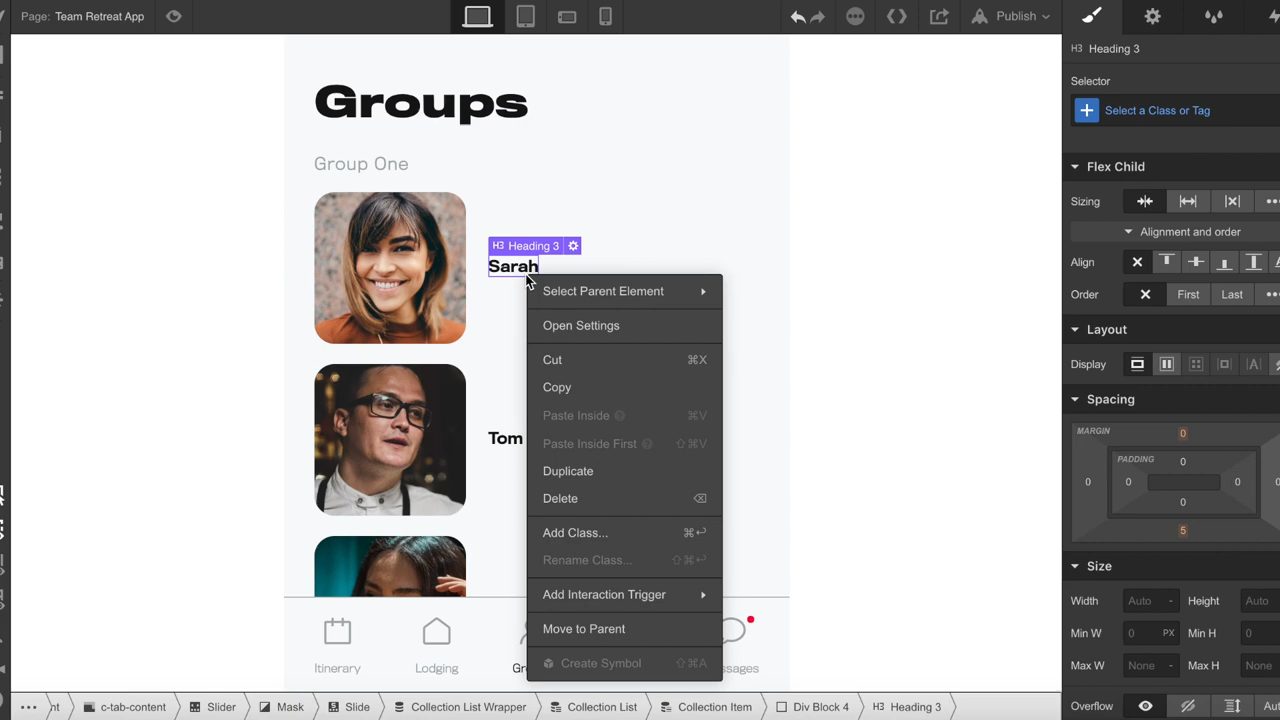 Page: Team Retreat App
Publish
Groups
Group One
H3 Heading 3
Sarah
Tom
Select Parent Element
Open Settings
Cut ⌘X
Copy
Paste Inside ⌘V
Paste Inside First ⇧⌘V
Duplicate
Delete
Add Class... ⌘↩
Rename Class... ⇧⌘↩
Add Interaction Trigger
Move to Parent
Create Symbol ⇧⌘A
Itinerary
Lodging
H3 Heading 3
Selector
Select a Class or Tag
Flex Child
Sizing
Alignment and order
Align
Order First Last
Layout
Display
Spacing
MARGIN
0
PADDING
0
0 0 0
0
5
Size
Width Auto - Height Auto
Min W 0 PX Min H 0
Max W None - Max H None
Overflow
c-tab-content Slider Mask Slide Collection List Wrapper Collection List Collection Item Div Block 4 H3 Heading 3